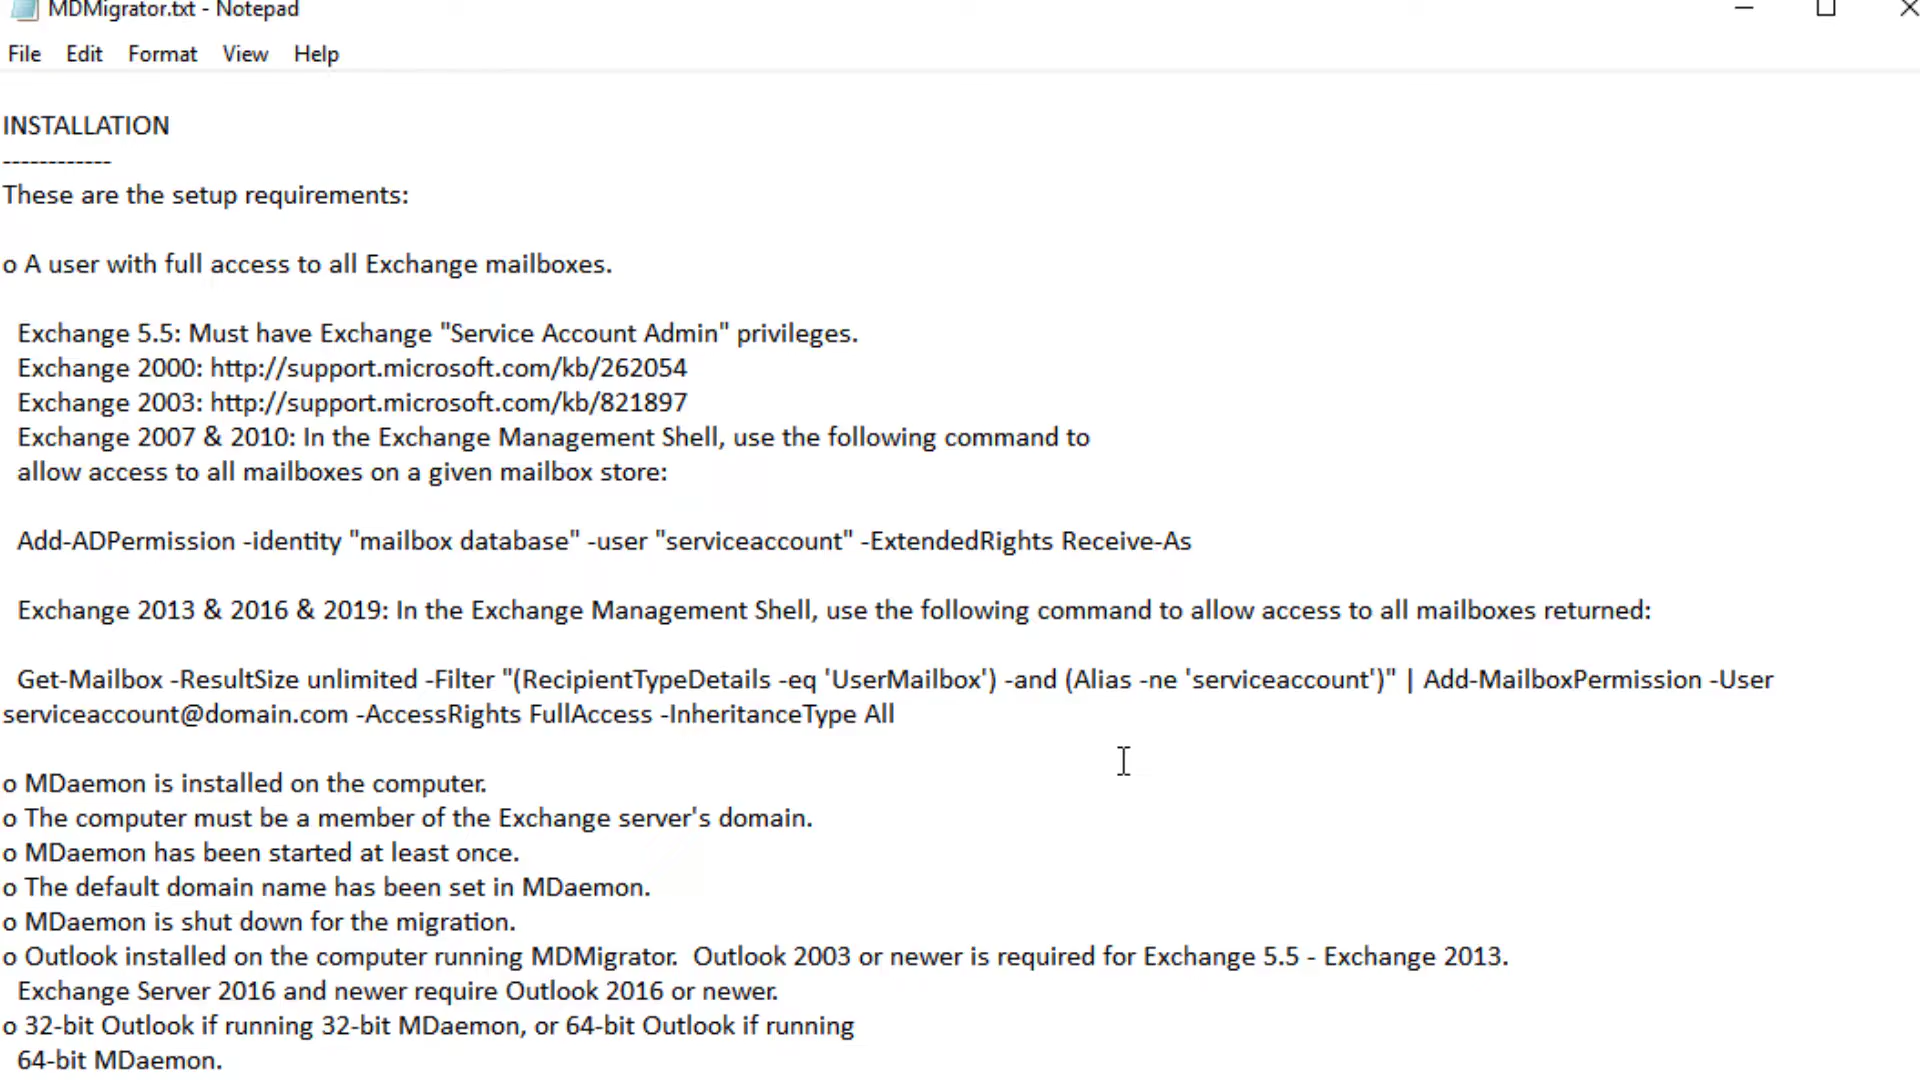 MDMigrator.txt - Notepad
File Edit Format View Help
INSTALLATION
------------
These are the setup requirements:
o A user with full access to all Exchange mailboxes.
Exchange 5.5: Must have Exchange "Service Account Admin" privileges.
Exchange 2000: http://support.microsoft.com/kb/262054
Exchange 2003: http://support.microsoft.com/kb/821897
Exchange 2007 & 2010: In the Exchange Management Shell, use the following command to
allow access to all mailboxes on a given mailbox store:
Add-ADPermission -identity "mailbox database" -user "serviceaccount" -ExtendedRights Receive-As
Exchange 2013 & 2016 & 2019: In the Exchange Management Shell, use the following command to allow access to all mailboxes returned:
Get-Mailbox -ResultSize unlimited -Filter "(RecipientTypeDetails -eq 'UserMailbox') -and (Alias -ne 'serviceaccount')" | Add-MailboxPermission -User
serviceaccount@domain.com -AccessRights FullAccess -InheritanceType All
o MDaemon is installed on the computer.
o The computer must be a member of the Exchange server's domain.
o MDaemon has been started at least once.
o The default domain name has been set in MDaemon.
o MDaemon is shut down for the migration.
o Outlook installed on the computer running MDMigrator.  Outlook 2003 or newer is required for Exchange 5.5 - Exchange 2013.
Exchange Server 2016 and newer require Outlook 2016 or newer.
o 32-bit Outlook if running 32-bit MDaemon, or 64-bit Outlook if running
64-bit MDaemon.